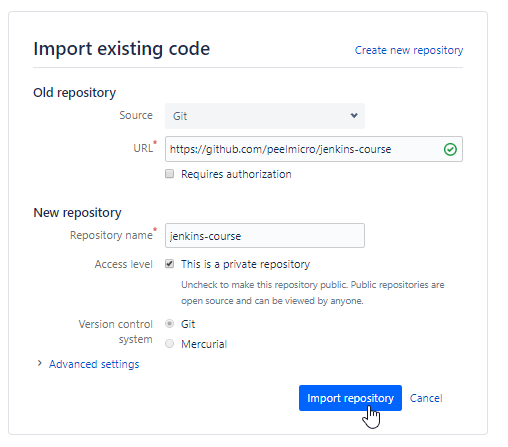 Import existing code
Create new repository
Old repository
Source
Git
URL*
https://github.com/peelmicro/jenkins-course
Requires authorization
New repository
Repository name*
jenkins-course
Access level
This is a private repository
Uncheck to make this repository public. Public repositories are
open source and can be viewed by anyone.
Version control
system
Git
Mercurial
Advanced settings
Import repository
Cancel